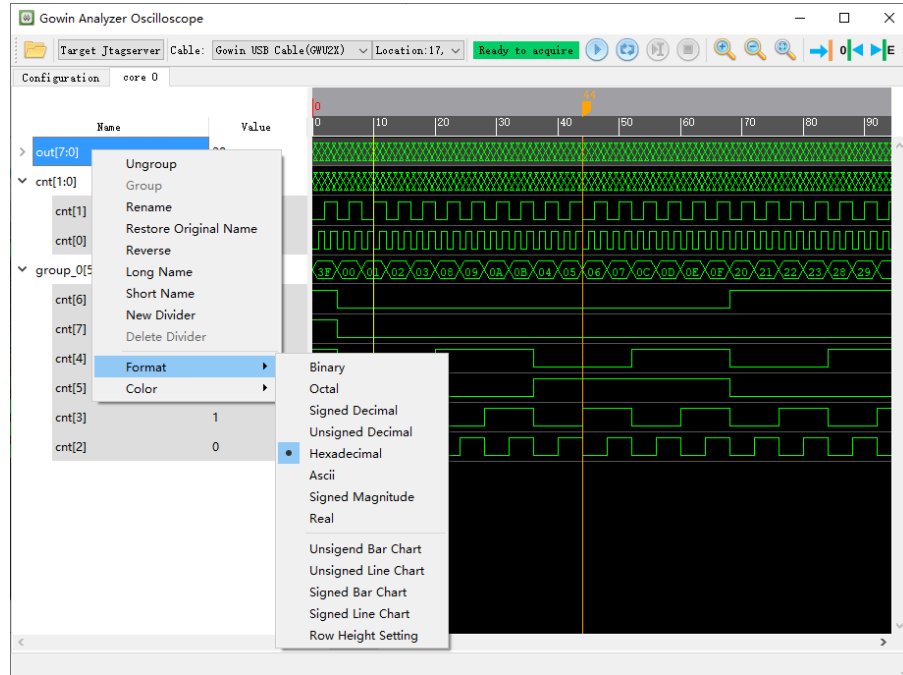 Gowin Analyzer Oscilloscope
Target Jtagserver Cable: Gowin USB Cable(GWU2X) Location:17, Ready to acquire 0 E
Configuration core 0
44
0
Name Value 0 10 20 30 40 50 60 70 80 90
out[7:0]
cnt[1:0]
cnt[1]
cnt[0]
group_0[5 3F 00 01 02 03 08 09 0A 0B 04 05 06 07 0C 0D 0E 0F 20 21 22 23 28 29
cnt[6]
cnt[7]
cnt[4]
cnt[5]
cnt[3] 1
cnt[2] 0
Ungroup
Group
Rename
Restore Original Name
Reverse
Long Name
Short Name
New Divider
Delete Divider
Format
Color
Binary
Octal
Signed Decimal
Unsigned Decimal
Hexadecimal
Ascii
Signed Magnitude
Real
Unsigend Bar Chart
Unsigned Line Chart
Signed Bar Chart
Signed Line Chart
Row Height Setting